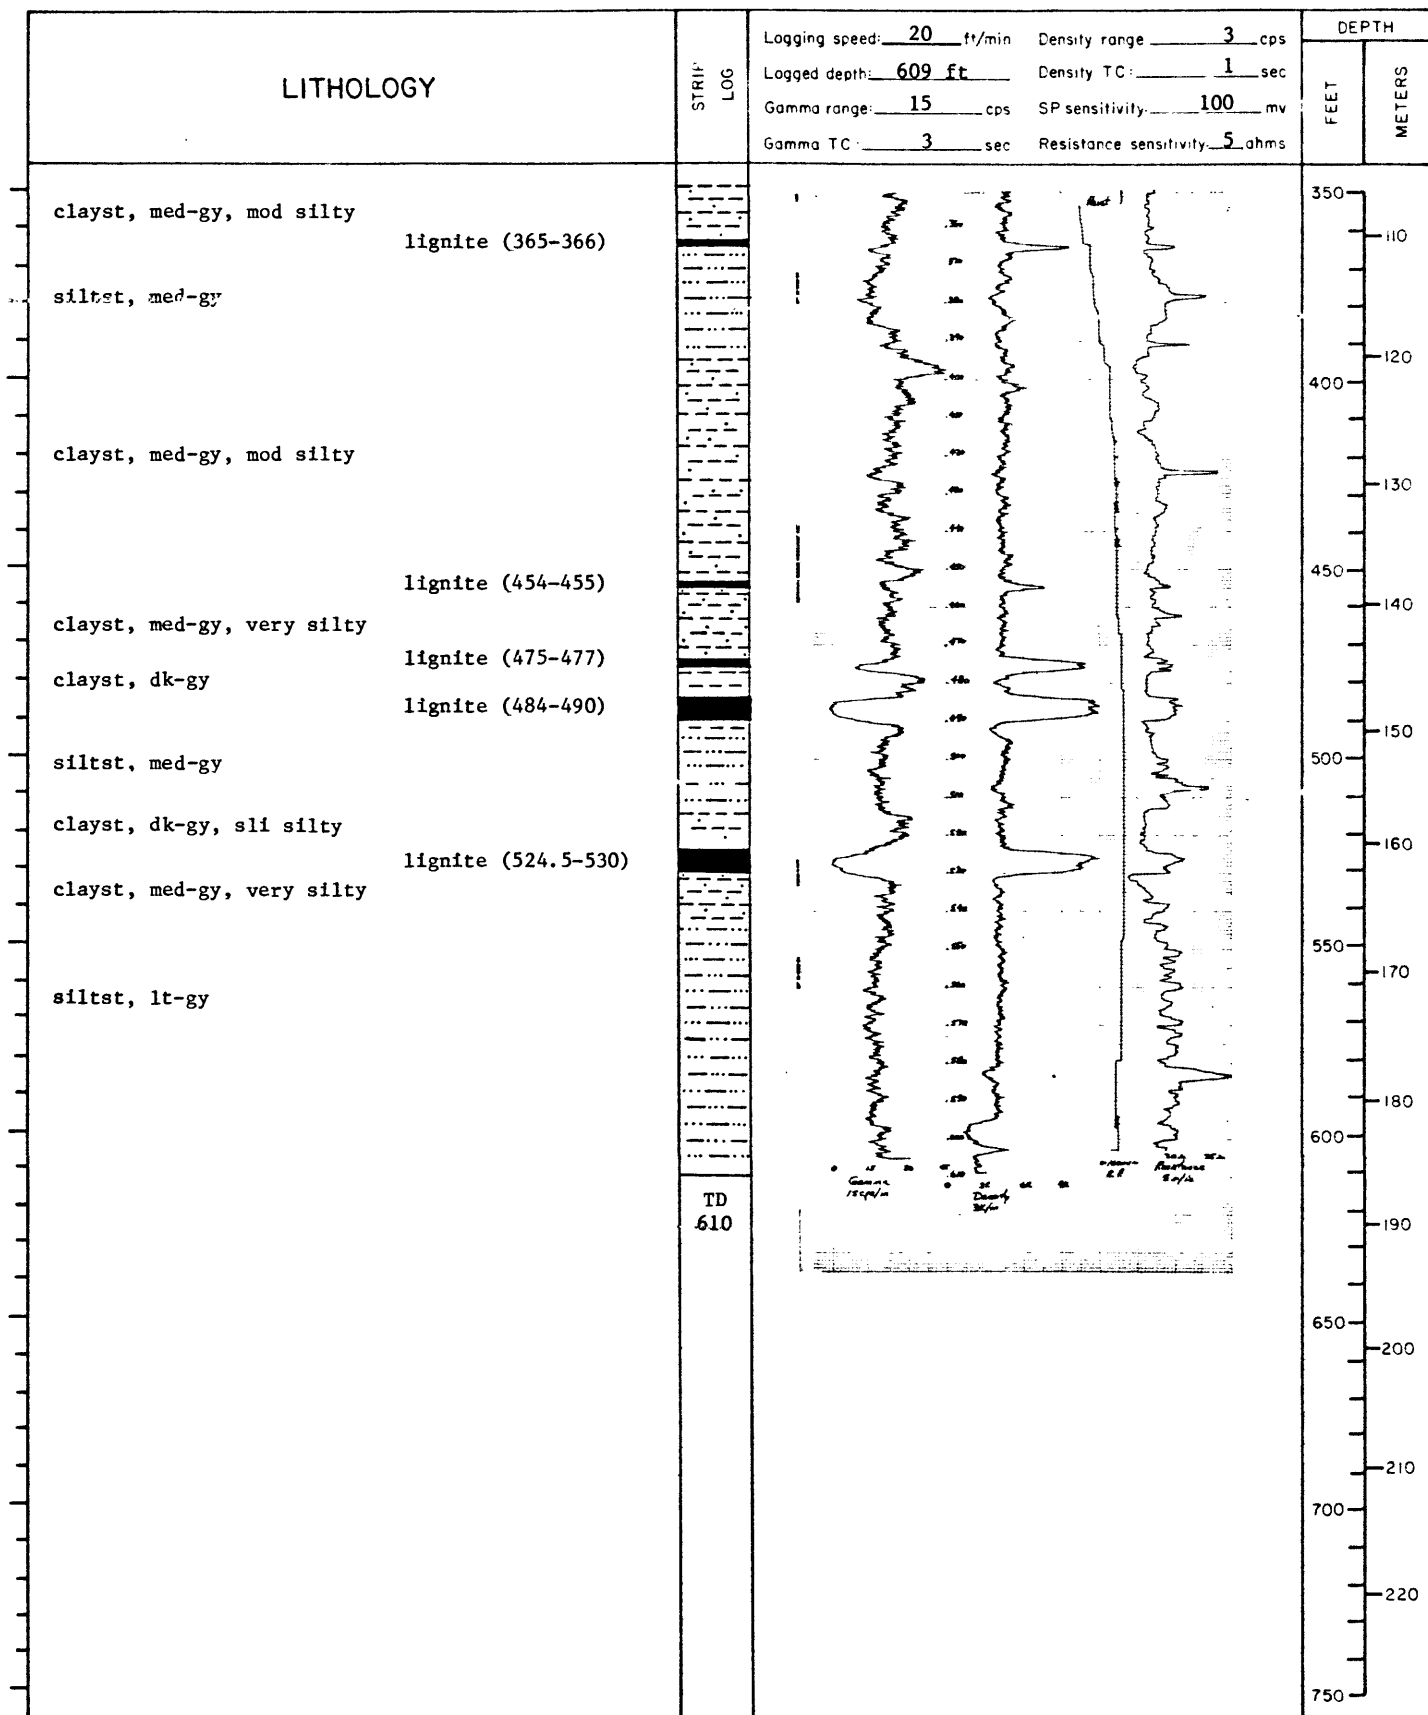 LITHOLOGY
STRIP LOG
Logging speed: 20 ft/min Density range 3 cps
Logged depth: 609 ft Density TC: 1 sec
Gamma range: 15 cps SP sensitivity 100 mv
Gamma TC: 3 sec Resistance sensitivity 5 ahms
DEPTH
FEET
METERS
clayst, med-gy, mod silty
lignite (365-366)
siltst, med-gy
clayst, med-gy, mod silty
lignite (454-455)
clayst, med-gy, very silty
lignite (475-477)
clayst, dk-gy
lignite (484-490)
siltst, med-gy
clayst, dk-gy, sli silty
lignite (524.5-530)
clayst, med-gy, very silty
siltst, lt-gy
TD
610
Gamma
Density
Resistance
350
400
450
500
550
600
650
700
750
110
120
130
140
150
160
170
180
190
200
210
220